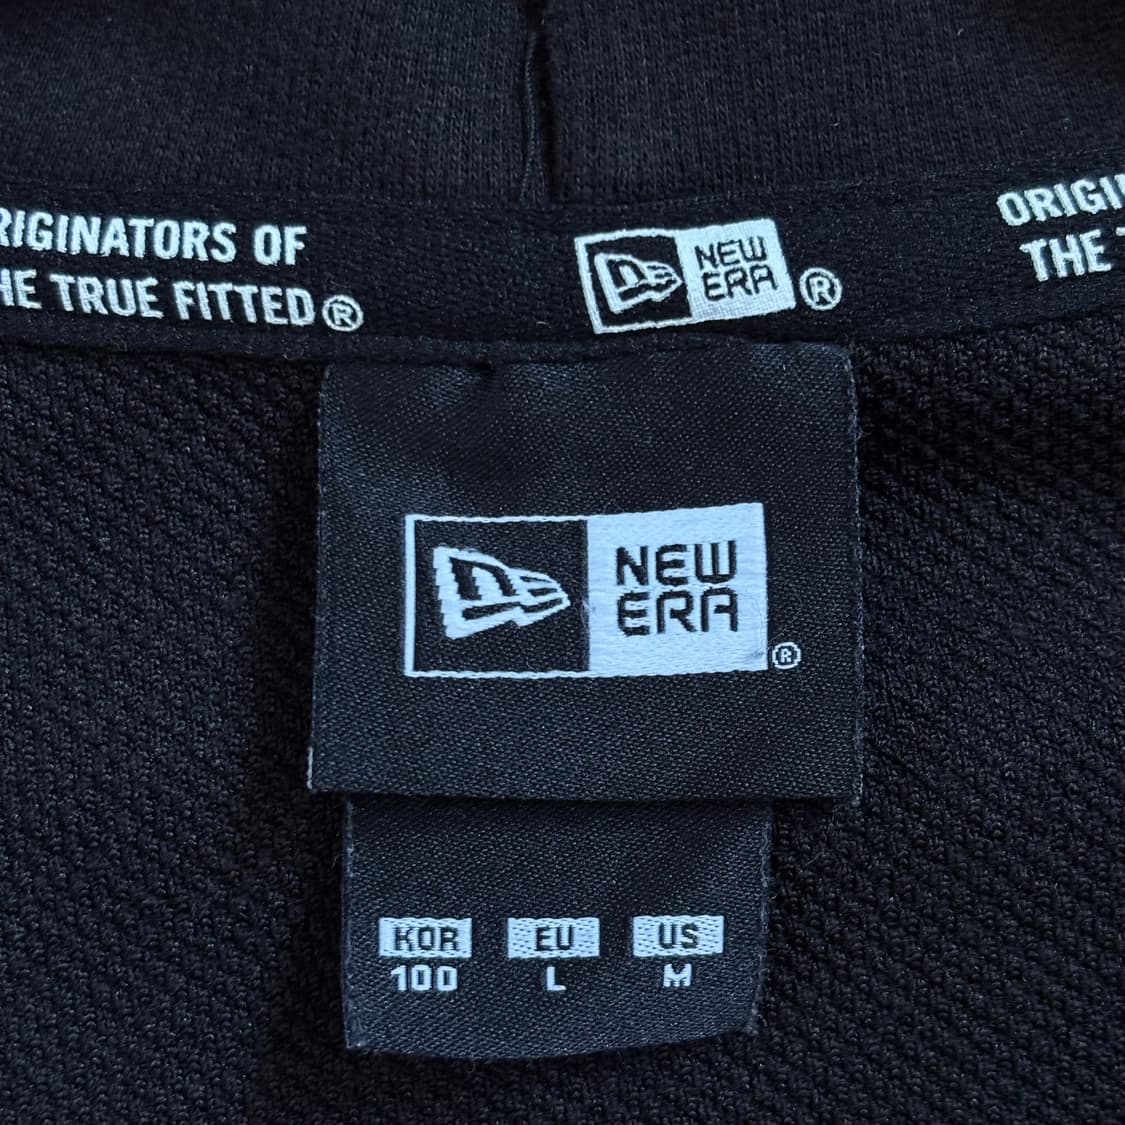 RIGINATORS OF
HE TRUE FITTED®
NEW
ERA®
ORIGI
THE
NEW
ERA
®
KOR EU US
100 L M